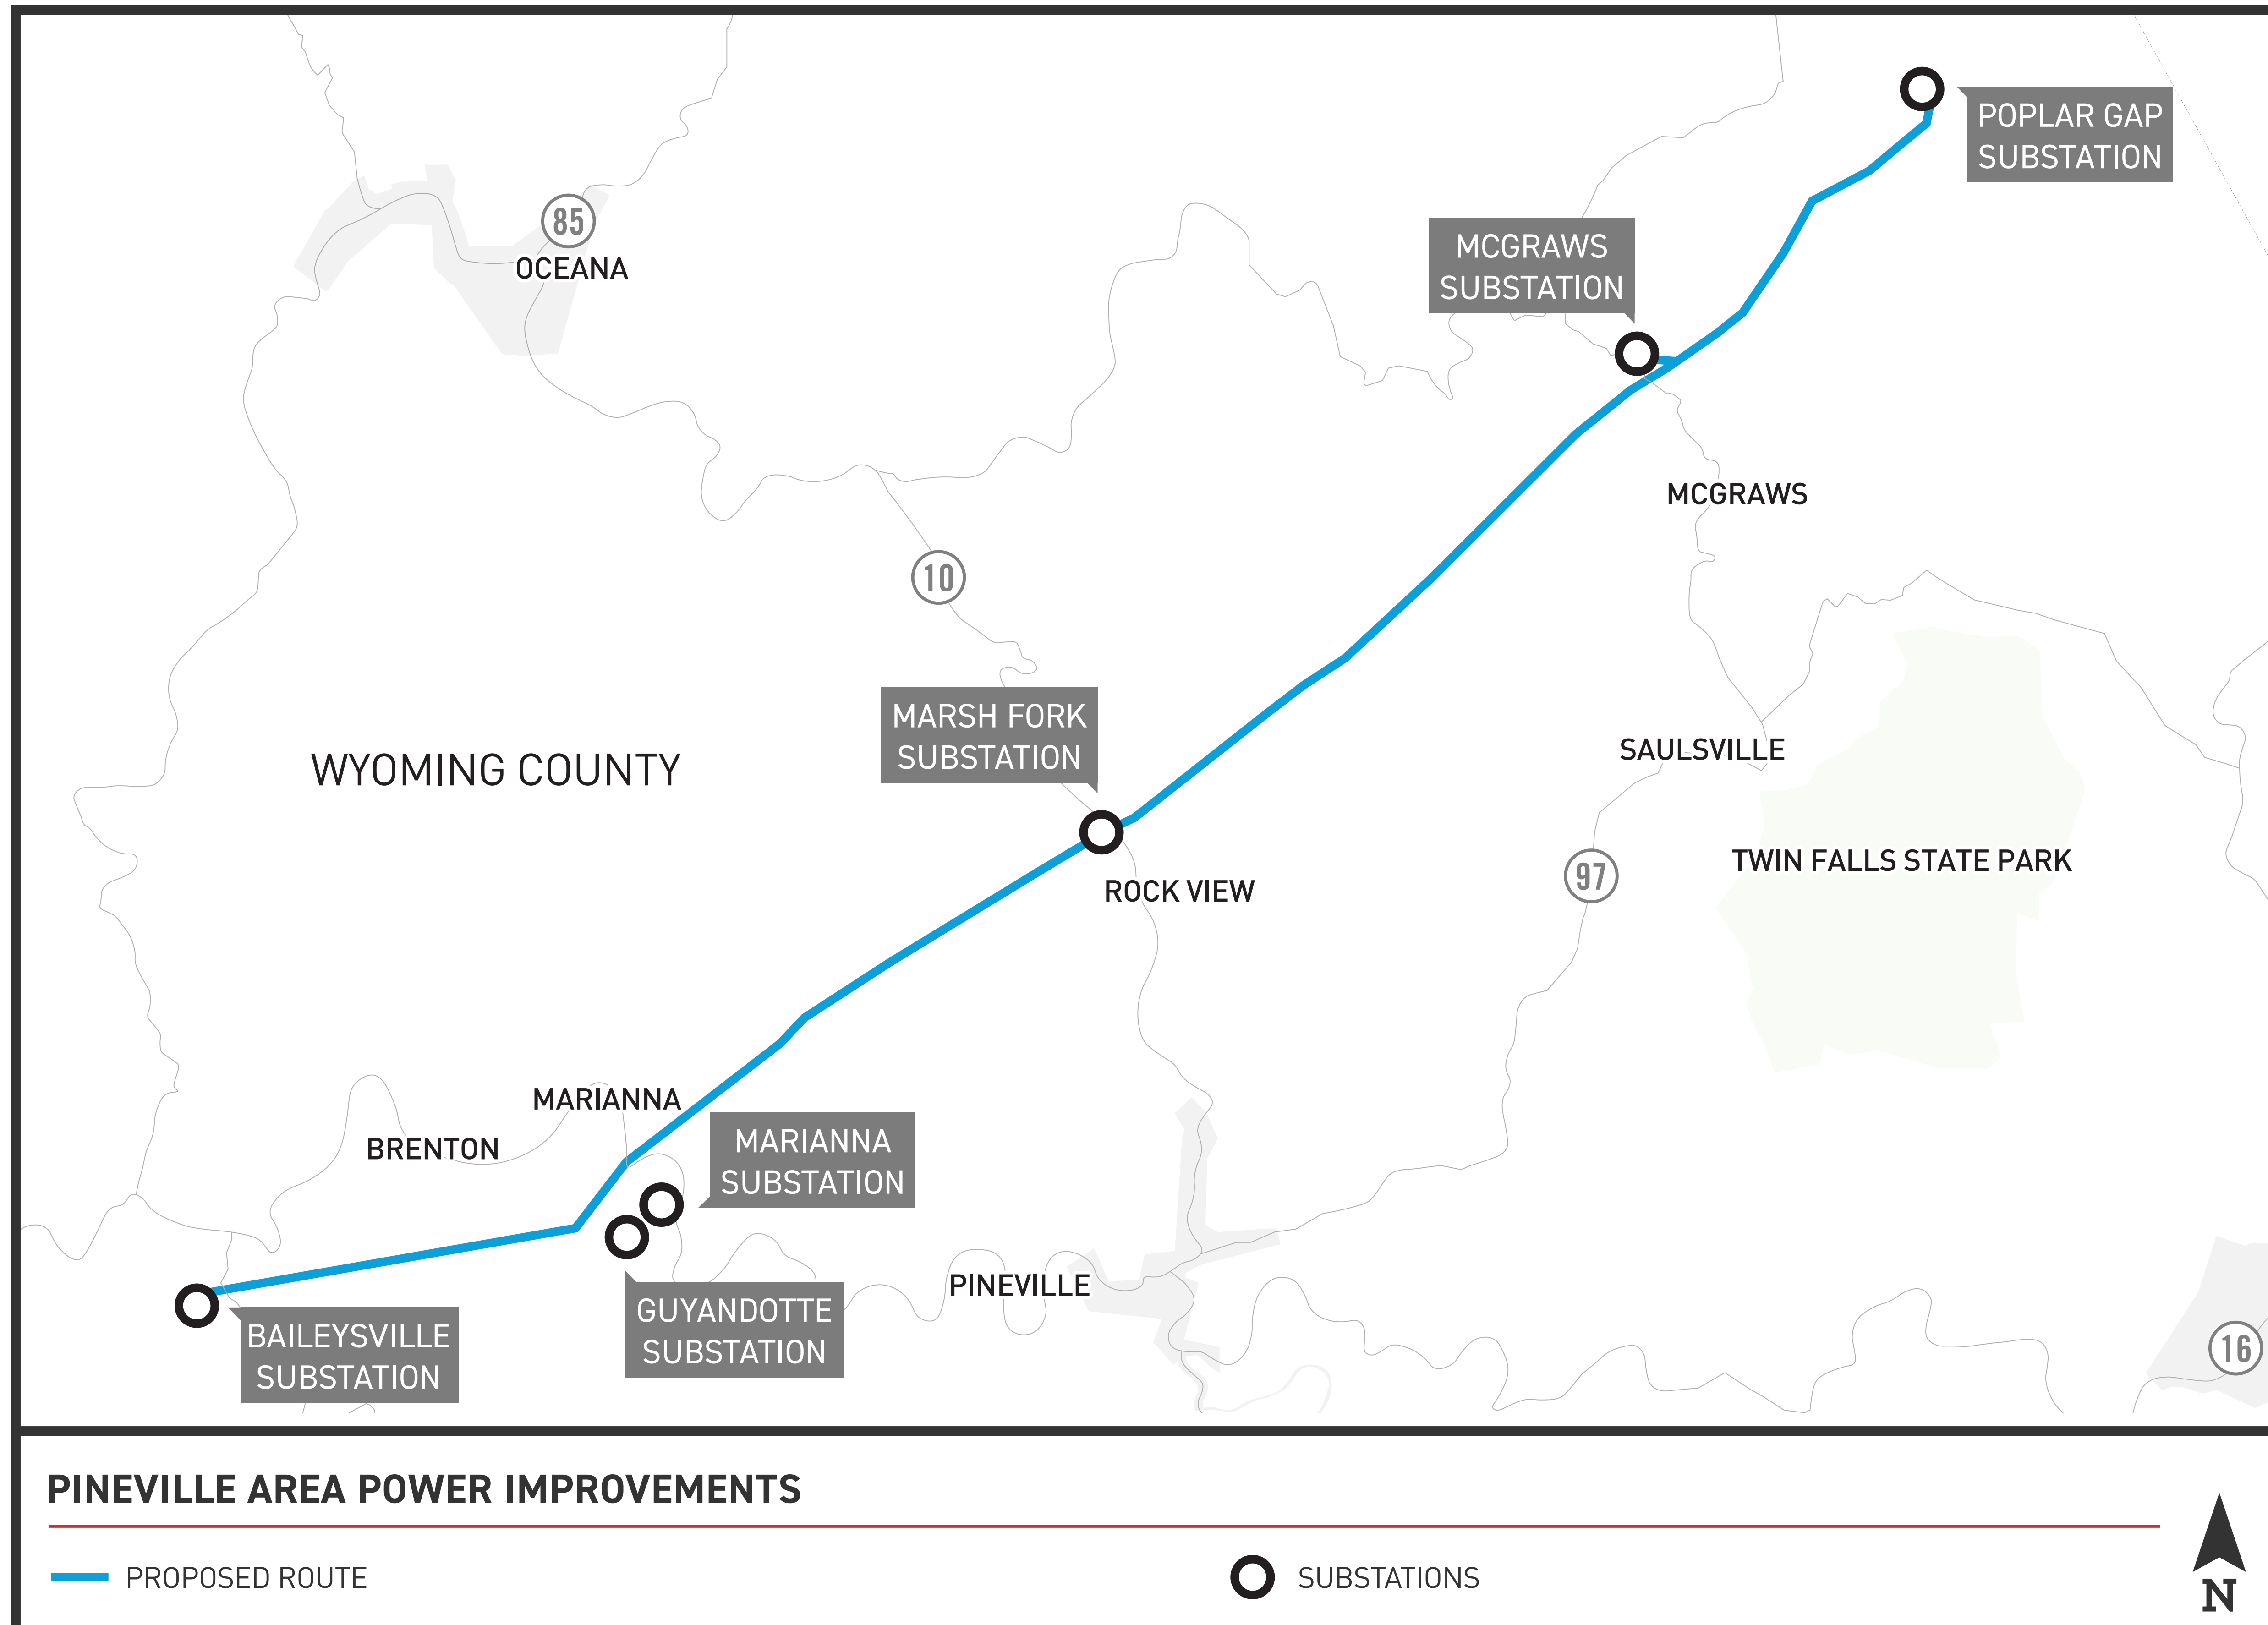 POPLAR GAP
SUBSTATION
85
OCEANA
MCGRAWS
SUBSTATION
MCGRAWS
10
MARSH FORK
SUBSTATION
WYOMING COUNTY
SAULSVILLE
TWIN FALLS STATE PARK
97
ROCK VIEW
MARIANNA
BRENTON
MARIANNA
SUBSTATION
PINEVILLE
GUYANDOTTE
SUBSTATION
BAILEYSVILLE
SUBSTATION
16
PINEVILLE AREA POWER IMPROVEMENTS
PROPOSED ROUTE
SUBSTATIONS
N